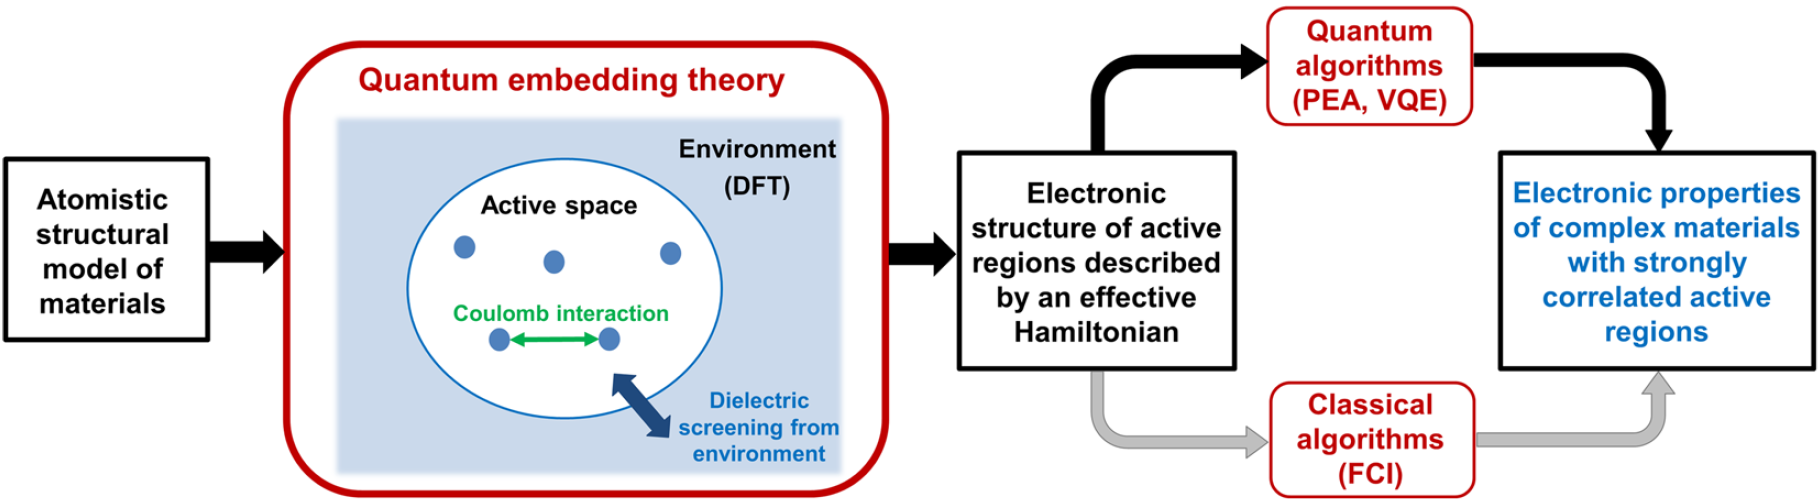 Atomistic
structural
model of
materials
Quantum embedding theory
Environment
(DFT)
Active space
Coulomb interaction
Dielectric
screening from
environment
Electronic
structure of active
regions described
by an effective
Hamiltonian
Quantum
algorithms
(PEA, VQE)
Classical
algorithms
(FCI)
Electronic properties
of complex materials
with strongly
correlated active
regions